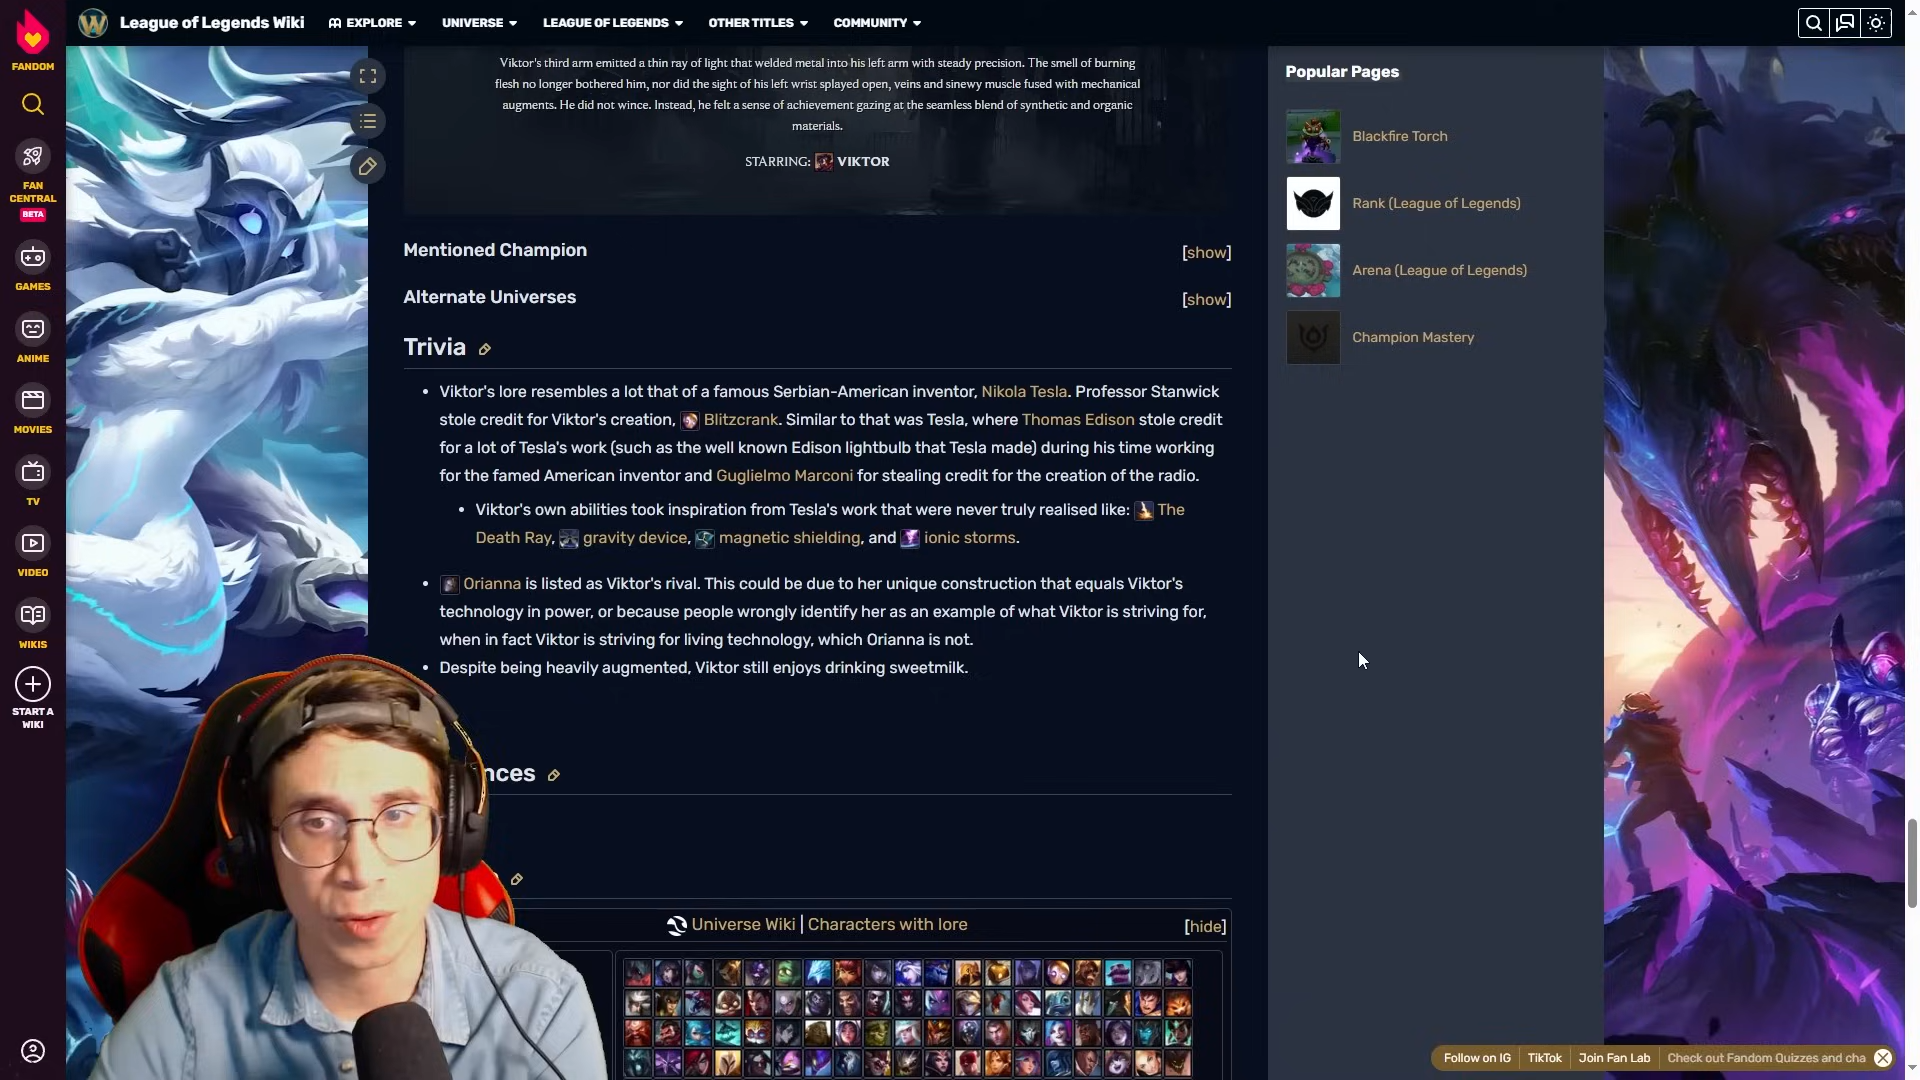 FANDOM
FAN
CENTRAL
BETA
GAMES
ANIME
MOVIES
TV
VIDEO
WIKIS
START A
WIKI
League of Legends Wiki
EXPLORE
UNIVERSE
LEAGUE OF LEGENDS
OTHER TITLES
COMMUNITY
Viktor's third arm emitted a thin ray of light that welded metal into his left arm with steady precision. The smell of burning
flesh no longer bothered him, nor did the sight of his left wrist splayed open, veins and sinewy muscle fused with mechanical
augments. He did not wince. Instead, he felt a sense of achievement gazing at the seamless blend of synthetic and organic
materials.
STARRING: VIKTOR
Mentioned Champion [show]
Alternate Universes [show]
Trivia
• Viktor's lore resembles a lot that of a famous Serbian-American inventor, Nikola Tesla. Professor Stanwick
stole credit for Viktor's creation, Blitzcrank. Similar to that was Tesla, where Thomas Edison stole credit
for a lot of Tesla's work (such as the well known Edison lightbulb that Tesla made) during his time working
for the famed American inventor and Guglielmo Marconi for stealing credit for the creation of the radio.
• Viktor's own abilities took inspiration from Tesla's work that were never truly realised like: The
Death Ray, gravity device, magnetic shielding, and ionic storms.
• Orianna is listed as Viktor's rival. This could be due to her unique construction that equals Viktor's
technology in power, or because people wrongly identify her as an example of what Viktor is striving for,
when in fact Viktor is striving for living technology, which Orianna is not.
• Despite being heavily augmented, Viktor still enjoys drinking sweetmilk.
nces
Universe Wiki | Characters with lore [hide]
Popular Pages
Blackfire Torch
Rank (League of Legends)
Arena (League of Legends)
Champion Mastery
Follow on IG
TikTok
Join Fan Lab
Check out Fandom Quizzes and cha